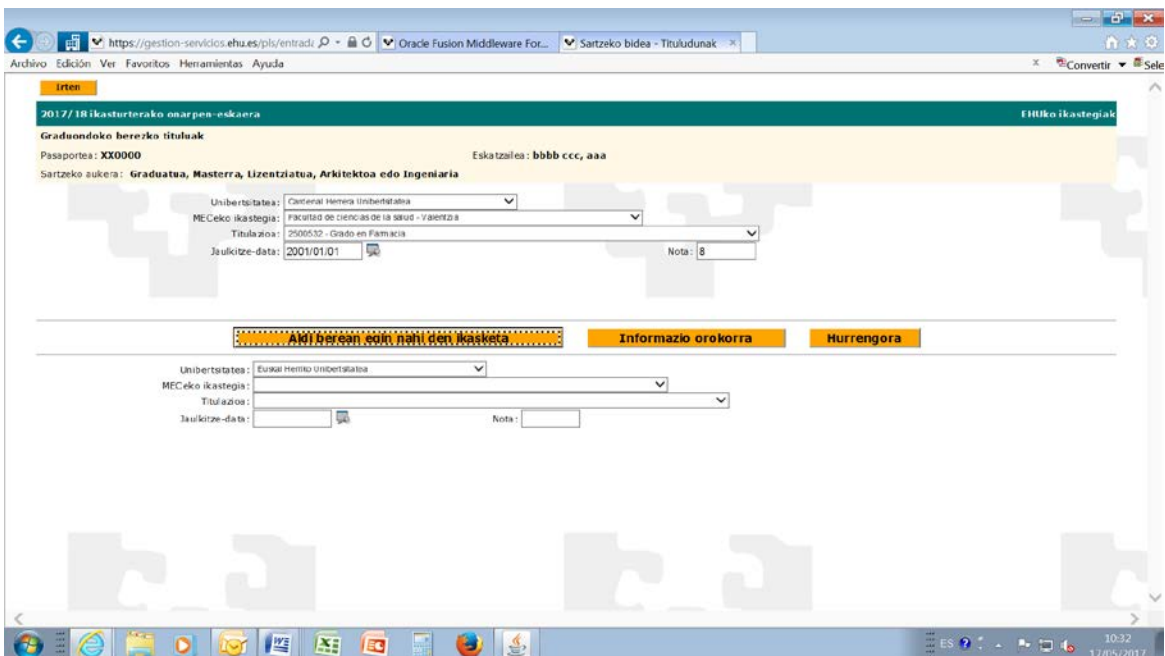 https://gestion-servicios.ehu.es/pls/entrada
Oracle Fusion Middleware For...
Sartzeko bidea - Tituludunak
Archivo Edición Ver Favoritos Herramientas Ayuda
Convertir
Sele
Irten
2017/18 ikasturterako onarpen-eskaera EHUko ikastegiak
Graduondoko berezko tituluak
Pasaportea: XX0000 Eskatzailea: bbbb ccc, aaa
Sartzeko aukera: Graduatua, Masterra, Lizentziatua, Arkitektoa edo Ingeniaria
Unibertsitatea: Cardenal Herrera Unibertsitatea
MECeko ikastegia: Facultad de ciencias de la salud - Valentzia
Titulazioa: 2500532 - Grado en Farmacia
Jaulkitze-data: 2001/01/01 Nota: 8
Aldi berean egin nahi den ikasketa Informazio orokorra Hurrengora
Unibertsitatea: Euskal Herriko Unibertsitatea
MECeko ikastegia:
Titulazioa:
Jaulkitze-data: Nota:
ES
10:32
17/05/2017